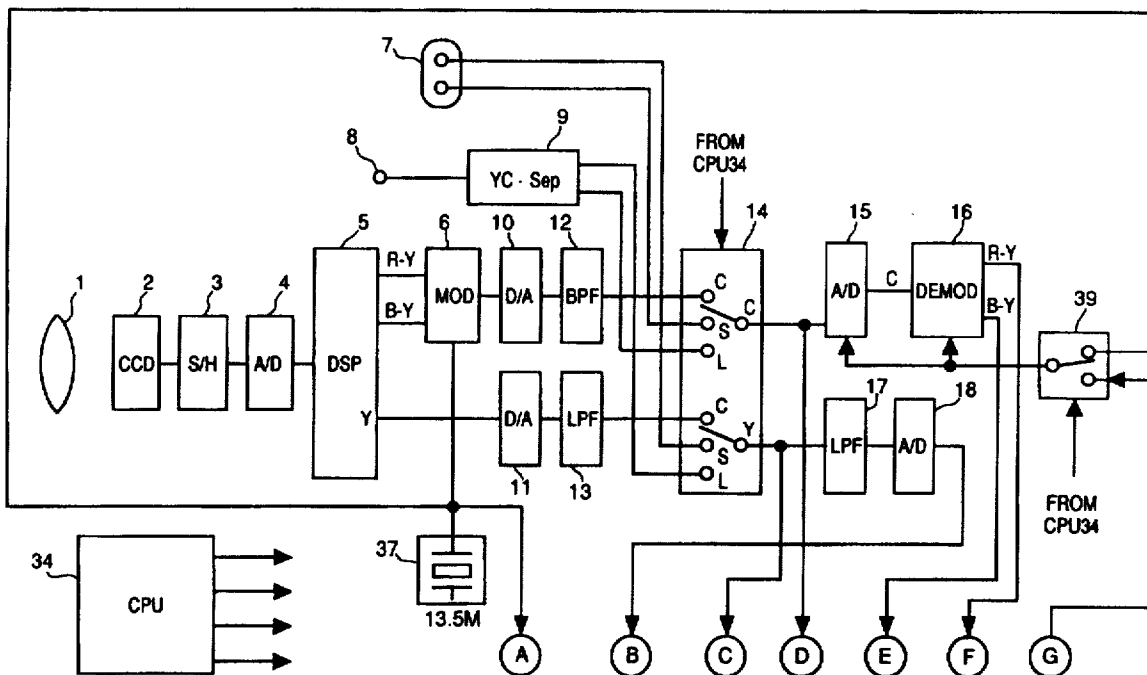 7
8
9
YC · Sep
FROM
CPU34
1
2
3
4
5
6
10
12
14
15
16
CCD
S/H
A/D
DSP
R-Y
B-Y
Y
MOD
D/A
BPF
C
S
L
C
A/D
C
DEMOD
R-Y
B-Y
39
D/A
LPF
11
13
C
S
L
Y
17
18
LPF
A/D
FROM
CPU34
34
CPU
37
13.5M
A
B
C
D
E
F
G